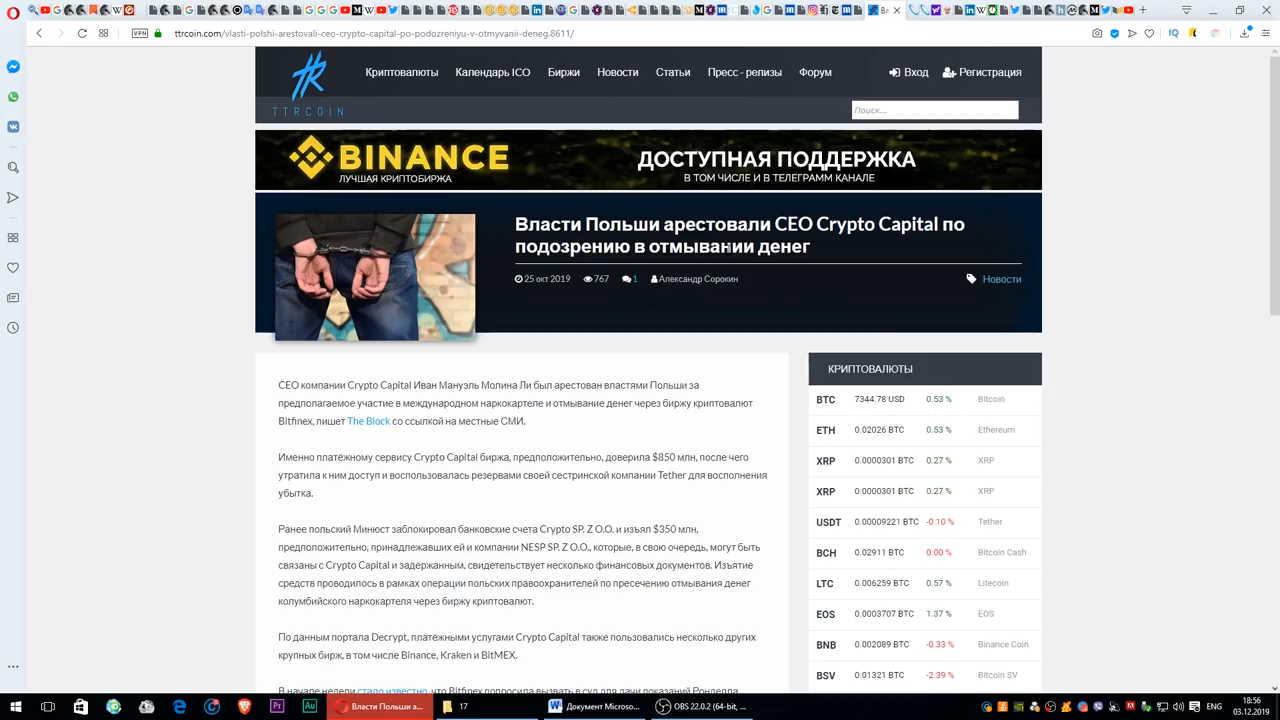 VPN
ttrcoin.com/vlasti-polshi-arestovali-ceo-crypto-capital-po-podozreniyu-v-otmyvanii-deneg.8611/
TTRCOIN
Криптовалюты Календарь ICO Биржи Новости Статьи Пресс - релизы Форум Вход Регистрация
Поиск...
BINANCE
ЛУЧШАЯ КРИПТОБИРЖА
ДОСТУПНАЯ ПОДДЕРЖКА
В ТОМ ЧИСЛЕ И В ТЕЛЕГРАММ КАНАЛЕ
Власти Польши арестовали CEO Crypto Capital по
подозрению в отмывании денег
25 окт 2019 767 1 Александр Сорокин Новости
CEO компании Crypto Capital Иван Мануэль Молина Ли был арестован властями Польши за
предполагаемое участие в международном наркокартеле и отмывание денег через биржу криптовалют
Bitfinex, пишет The Block со ссылкой на местные СМИ.
Именно платёжному сервису Crypto Capital биржа, предположительно, доверила $850 млн, после чего
утратила к ним доступ и воспользовалась резервами своей сестринской компании Tether для восполнения
убытка.
Ранее польский Минюст заблокировал банковские счета Crypto SP. Z O.O. и изъял $350 млн,
предположительно, принадлежавших ей и компании NESP SP. Z O.O., которые, в свою очередь, могут быть
связаны с Crypto Capital и задержанным, свидетельствует несколько финансовых документов. Изъятие
средств проводилось в рамках операции польских правоохранителей по пресечению отмывания денег
колумбийского наркокартеля через биржу криптовалют.
По данным портала Decrypt, платёжными услугами Crypto Capital также пользовались несколько других
крупных бирж, в том числе Binance, Kraken и BitMEX.
В начале недели стало известно, что Bitfinex попросила вызвать в суд для дачи показаний Ронделла
КРИПТОВАЛЮТЫ
BTC 7344.78 USD 0.53 % Bitcoin
ETH 0.02026 BTC 0.53 % Ethereum
XRP 0.0000301 BTC 0.27 % XRP
XRP 0.0000301 BTC 0.27 % XRP
USDT 0.00009221 BTC -0.10 % Tether
BCH 0.02911 BTC 0.00 % Bitcoin Cash
LTC 0.006259 BTC 0.57 % Litecoin
EOS 0.0003707 BTC 1.37 % EOS
BNB 0.002089 BTC -0.33 % Binance Coin
BSV 0.01321 BTC -2.39 % Bitcoin SV
Власти Польши а... 17 Документ Microso... OBS 22.0.2 (64-bit, ... ENG 18:56
03.12.2019